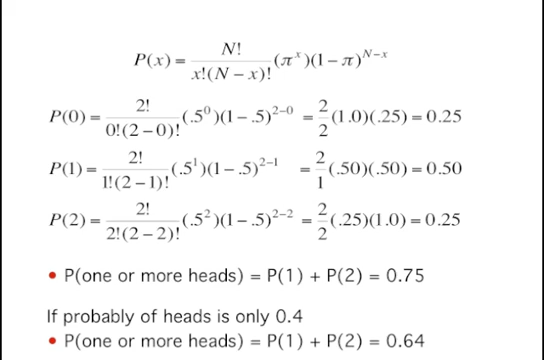 P(x) = N!/(x!(N – x)!) (π^x)(1 – π)^(N–x)
P(0) = 2!/(0!(2 – 0)!) (.5^0)(1 – .5)^(2–0) = 2/2 (1.0)(.25) = 0.25
P(1) = 2!/(1!(2 – 1)!) (.5^1)(1 – .5)^(2–1) = 2/1 (.50)(.50) = 0.50
P(2) = 2!/(2!(2 – 2)!) (.5^2)(1 – .5)^(2–2) = 2/2 (.25)(1.0) = 0.25
• P(one or more heads) = P(1) + P(2) = 0.75
If probably of heads is only 0.4
• P(one or more heads) = P(1) + P(2) = 0.64